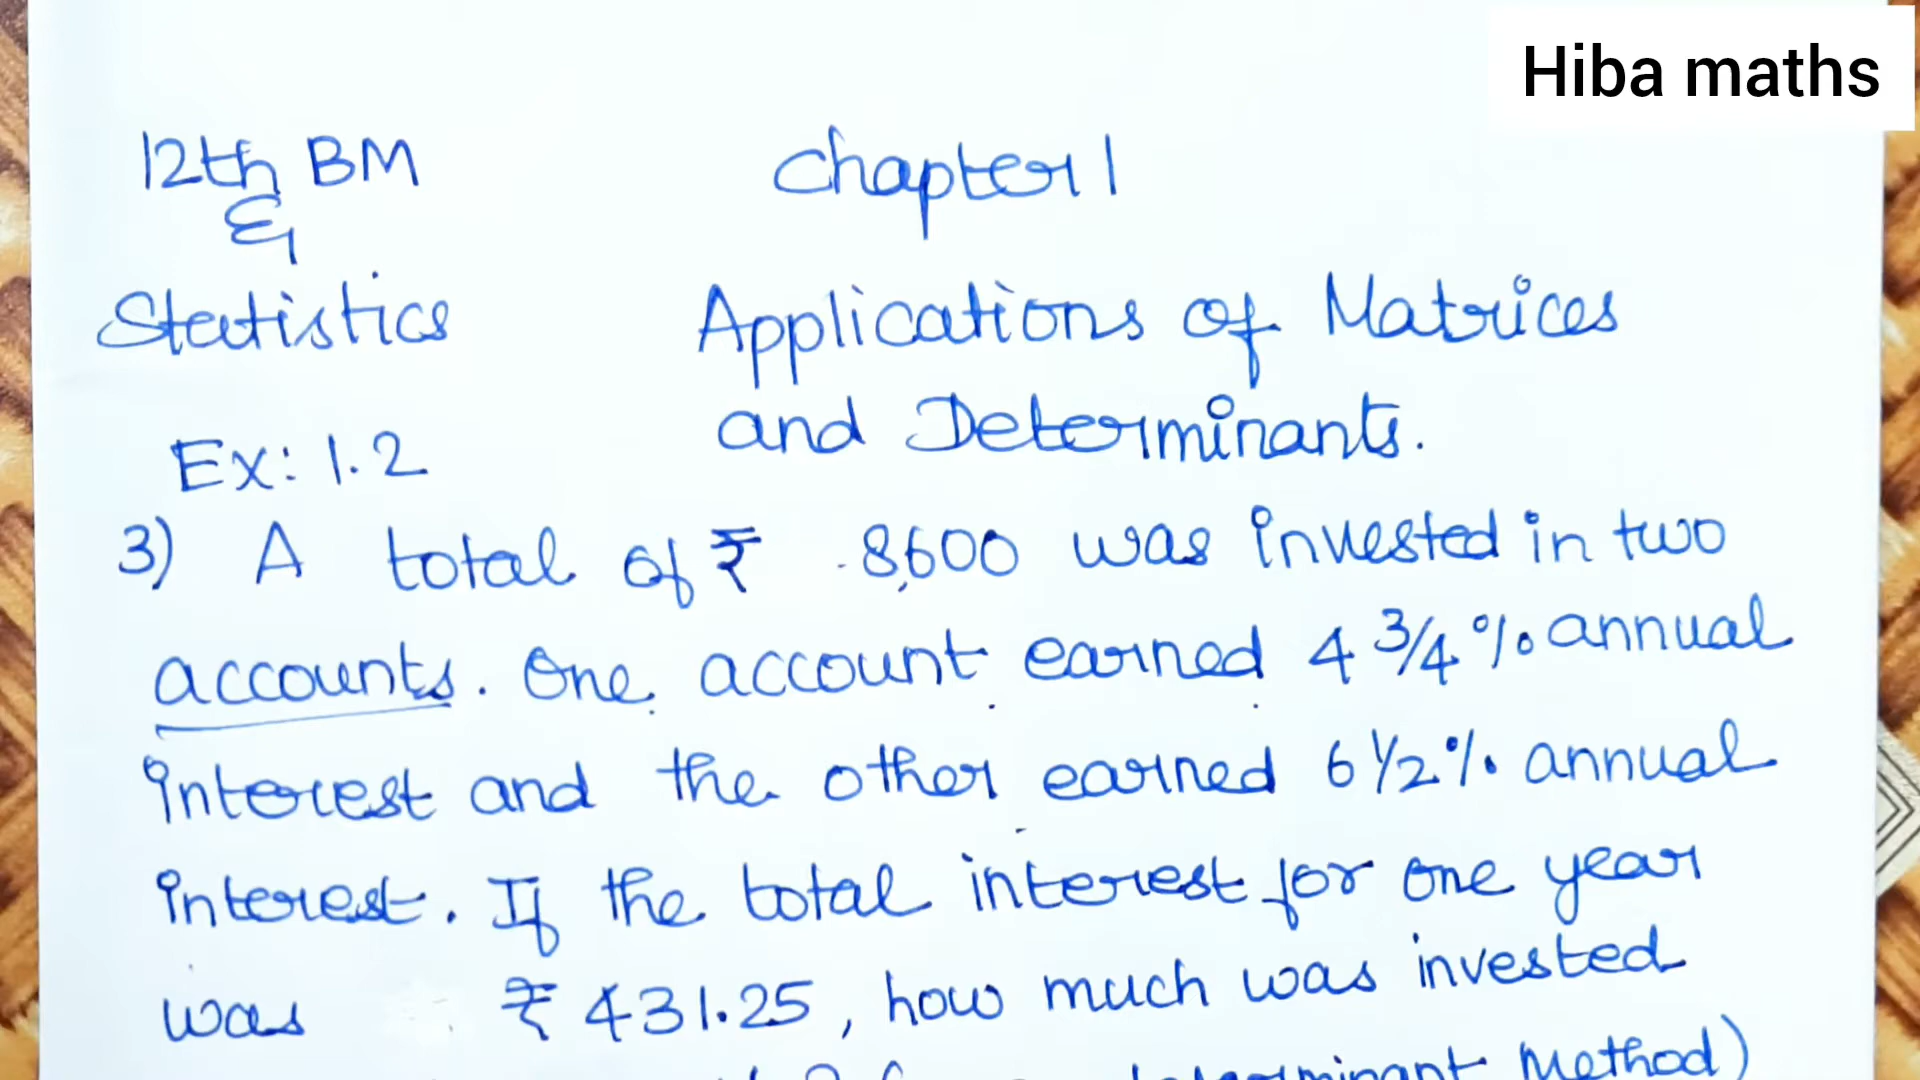 Hiba maths
12th BM
&
Statistics
Chapter 1
Applications of Matrices
and Determinants.
Ex: 1.2
3) A total of ₹ 8,600 was invested in two
accounts. One account earned 4 3/4 % annual
interest and the other earned 6 1/2 % annual
interest. If the total interest for one year
was ₹ 431.25, how much was invested
Method)